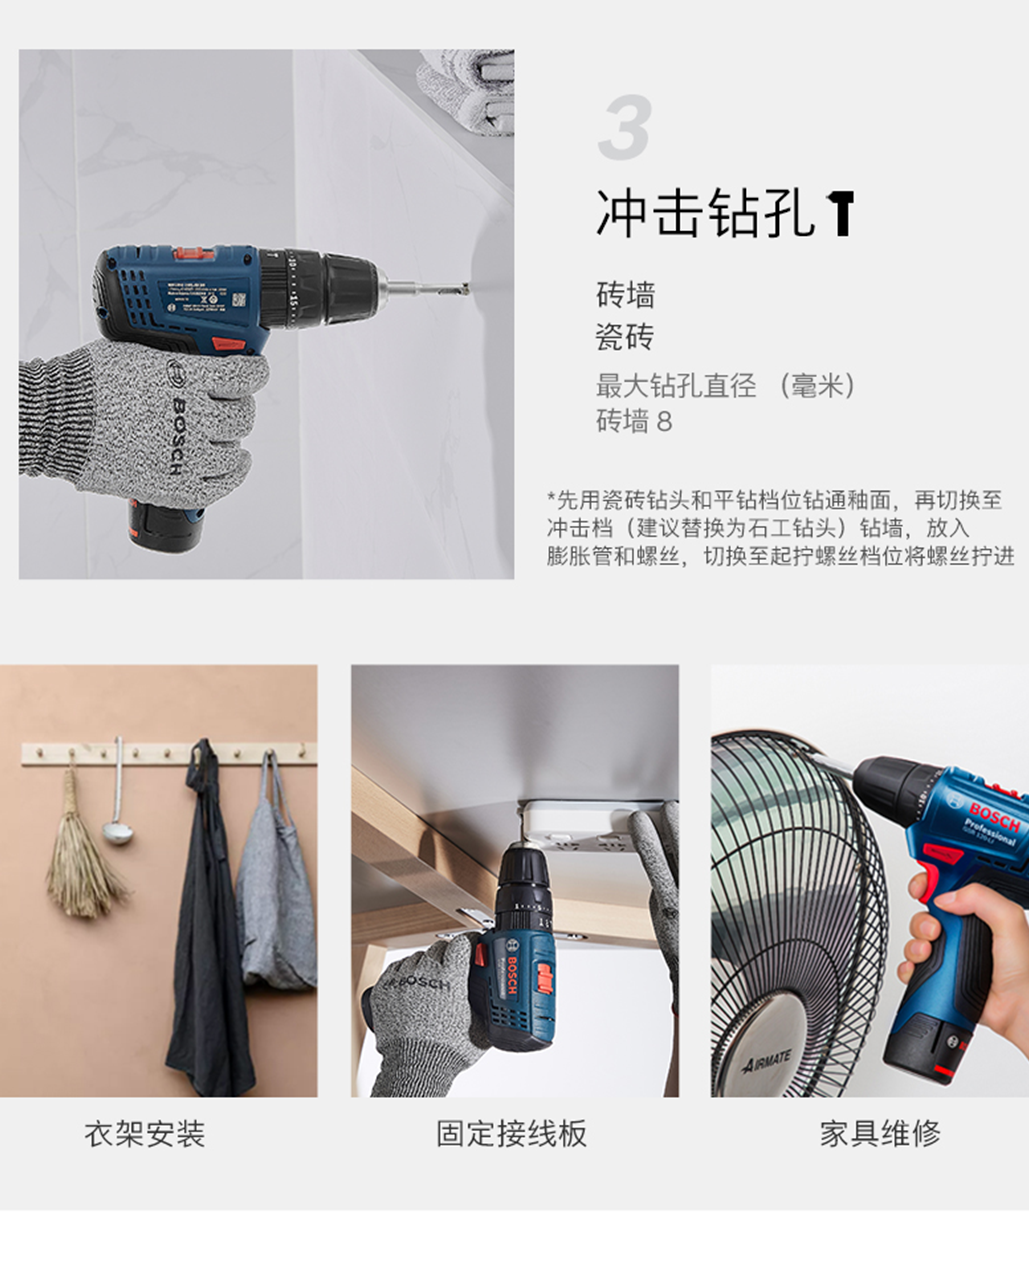 3
冲击钻孔
砖墙
瓷砖
最大钻孔直径 （毫米）
砖墙 8
*先用瓷砖钻头和平钻档位钻通釉面，再切换至
冲击档（建议替换为石工钻头）钻墙，放入
膨胀管和螺丝，切换至起拧螺丝档位将螺丝拧进
BOSCH
BOSCH
BOSCH
BOSCH
Professional
AIRMATE
衣架安装
固定接线板
家具维修